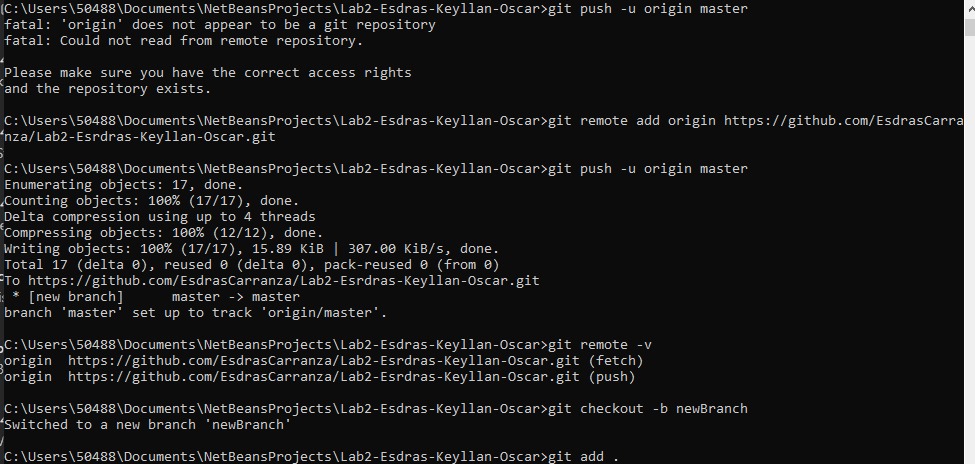 C:\Users\50488\Documents\NetBeansProjects\Lab2-Esdras-Keyllan-Oscar>git push -u origin master
fatal: 'origin' does not appear to be a git repository
fatal: Could not read from remote repository.
Please make sure you have the correct access rights
and the repository exists.
C:\Users\50488\Documents\NetBeansProjects\Lab2-Esdras-Keyllan-Oscar>git remote add origin https://github.com/EsdrasCarra
nza/Lab2-Esrdras-Keyllan-Oscar.git
C:\Users\50488\Documents\NetBeansProjects\Lab2-Esdras-Keyllan-Oscar>git push -u origin master
Enumerating objects: 17, done.
Counting objects: 100% (17/17), done.
Delta compression using up to 4 threads
Compressing objects: 100% (12/12), done.
Writing objects: 100% (17/17), 15.89 KiB | 307.00 KiB/s, done.
Total 17 (delta 0), reused 0 (delta 0), pack-reused 0 (from 0)
To https://github.com/EsdrasCarranza/Lab2-Esrdras-Keyllan-Oscar.git
 * [new branch]      master -> master
branch 'master' set up to track 'origin/master'.
C:\Users\50488\Documents\NetBeansProjects\Lab2-Esdras-Keyllan-Oscar>git remote -v
origin  https://github.com/EsdrasCarranza/Lab2-Esrdras-Keyllan-Oscar.git (fetch)
origin  https://github.com/EsdrasCarranza/Lab2-Esrdras-Keyllan-Oscar.git (push)
C:\Users\50488\Documents\NetBeansProjects\Lab2-Esdras-Keyllan-Oscar>git checkout -b newBranch
Switched to a new branch 'newBranch'
C:\Users\50488\Documents\NetBeansProjects\Lab2-Esdras-Keyllan-Oscar>git add .